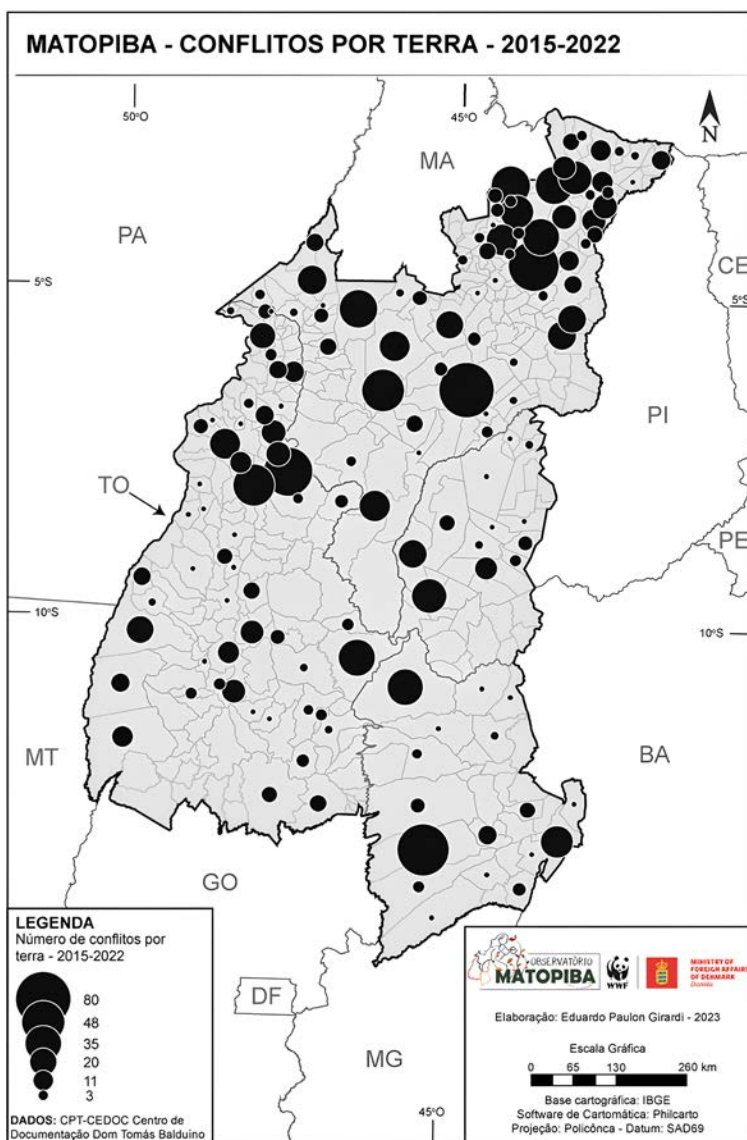 MATOPIBA - CONFLITOS POR TERRA - 2015-2022
50°O
45°O
N
MA
PA
CE
5°S
5°S
PI
TO
PE
10°S
10°S
MT
BA
GO
DF
MG
45°O
LEGENDA
Número de conflitos por
terra - 2015-2022
80
48
35
20
11
3
DADOS: CPT-CEDOC Centro de
Documentação Dom Tomás Balduino
OBSERVATÓRIO
MATOPIBA
WWF
MINISTRY OF
FOREIGN AFFAIRS
OF DENMARK
Danida
Elaboração: Eduardo Paulon Girardi - 2023
Escala Gráfica
0 65 130 260 km
Base cartográfica: IBGE
Software de Cartomática: Philcarto
Projeção: Policônca - Datum: SAD69